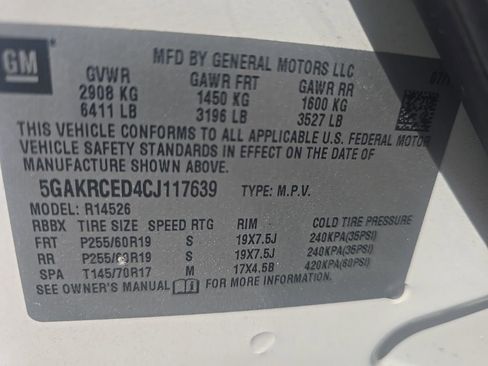 GM
MFD BY GENERAL MOTORS LLC
GVWR GAWR FRT GAWR RR
2908 KG 1450 KG 1600 KG
6411 LB 3196 LB 3527 LB
THIS VEHICLE CONFORMS TO ALL APPLICABLE U.S. FEDERAL MOTOR
VEHICLE SAFETY STANDARDS IN EFFECT ON THE DATE OF
MANUFACTURE SHOWN ABOVE.
5GAKRCED4CJ117639 TYPE: M.P.V.
MODEL: R14526
RBBX TIRE SIZE SPEED RTG RIM COLD TIRE PRESSURE
FRT P255/60R19 S 19X7.5J 240KPA(35PSI)
RR P255/60R19 S 19X7.5J 240KPA(35PSI)
SPA T145/70R17 M 17X4.5B 420KPA(60PSI)
SEE OWNER'S MANUAL FOR MORE INFORMATION.